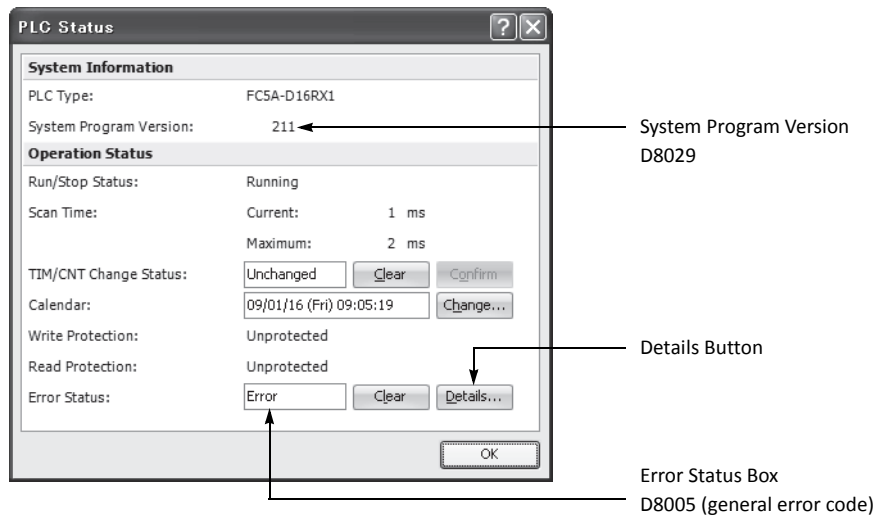 PLC Status
System Information
PLC Type: FC5A-D16RX1
System Program Version: 211
System Program Version
D8029
Operation Status
Run/Stop Status: Running
Scan Time: Current: 1 ms
Maximum: 2 ms
TIM/CNT Change Status: Unchanged Clear Confirm
Calendar: 09/01/16 (Fri) 09:05:19 Change...
Write Protection: Unprotected
Details Button
Read Protection: Unprotected
Error Status: Error Clear Details...
OK
Error Status Box
D8005 (general error code)